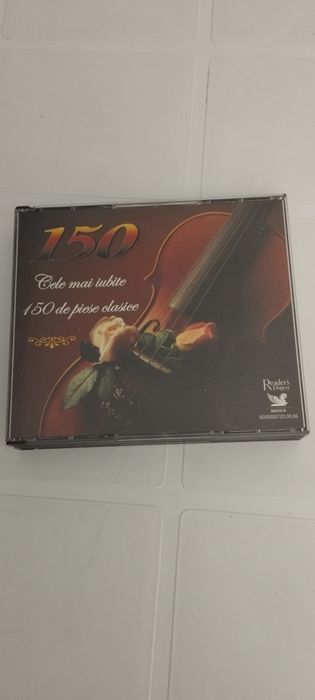 150
Cele mai iubite
150 de piese clasice
Reader's
Digest
MUZICA